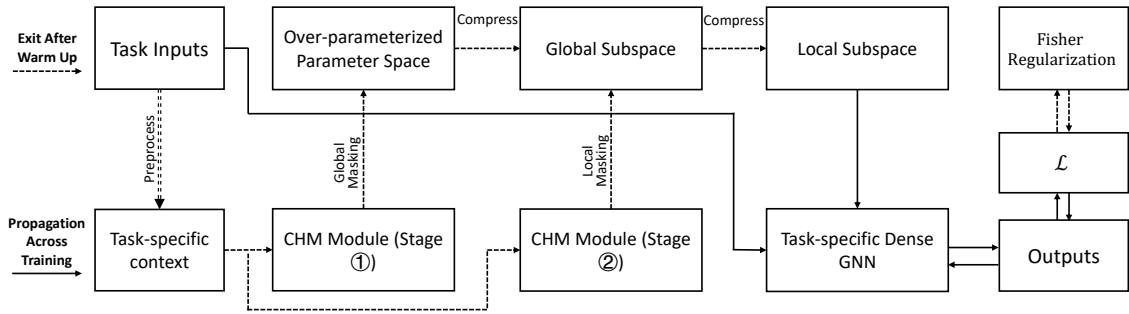 Exit After
Warm Up
Task Inputs
Over-parameterized
Parameter Space
Compress
Global Subspace
Compress
Local Subspace
Fisher
Regularization
Preprocess
Global
Masking
Local
Masking
ℒ
Propagation
Across
Training
Task-specific
context
CHM Module (Stage
①)
CHM Module (Stage
②)
Task-specific Dense
GNN
Outputs